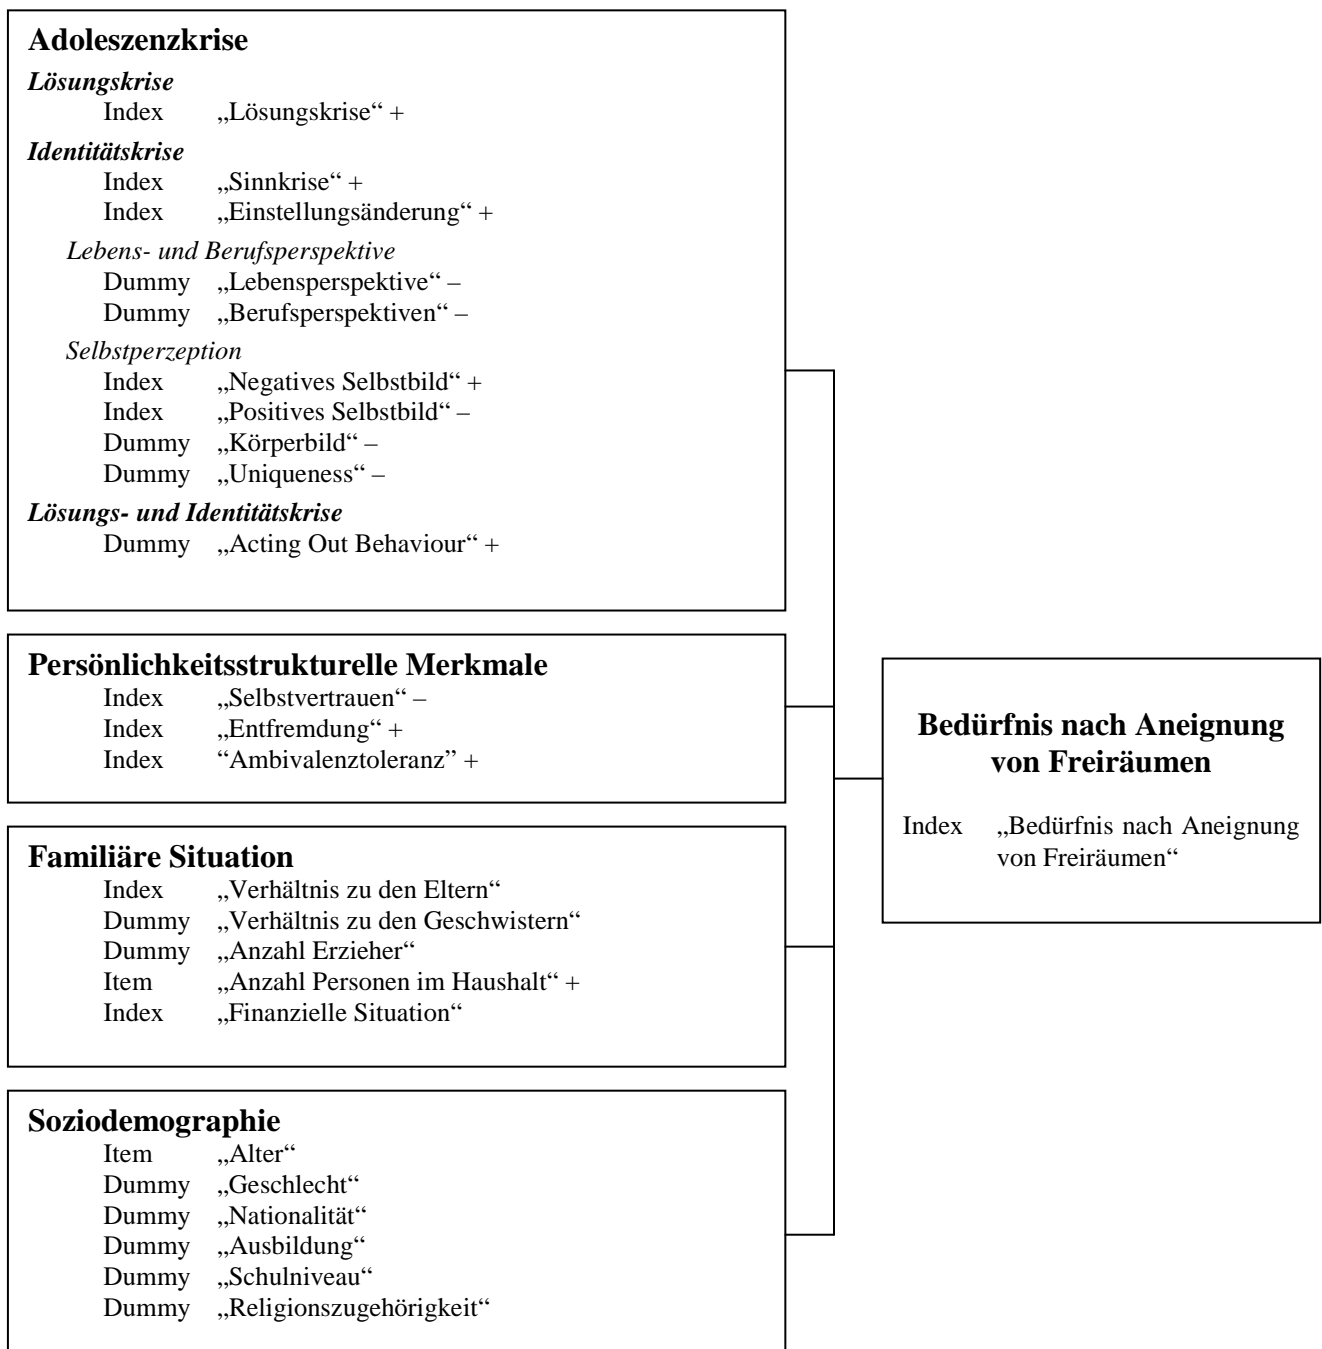 Adoleszenzkrise
Lösungskrise
Index „Lösungskrise“ +
Identitätskrise
Index „Sinnkrise“ +
Index „Einstellungsänderung“ +
Lebens- und Berufsperspektive
Dummy „Lebensperspektive“ –
Dummy „Berufsperspektiven“ –
Selbstperzeption
Index „Negatives Selbstbild“ +
Index „Positives Selbstbild“ –
Dummy „Körperbild“ –
Dummy „Uniqueness“ –
Lösungs- und Identitätskrise
Dummy „Acting Out Behaviour“ +
Persönlichkeitsstrukturelle Merkmale
Index „Selbstvertrauen“ –
Index „Entfremdung“ +
Index “Ambivalenztoleranz” +
Familiäre Situation
Index „Verhältnis zu den Eltern“
Dummy „Verhältnis zu den Geschwistern“
Dummy „Anzahl Erzieher“
Item „Anzahl Personen im Haushalt“ +
Index „Finanzielle Situation“
Soziodemographie
Item „Alter“
Dummy „Geschlecht“
Dummy „Nationalität“
Dummy „Ausbildung“
Dummy „Schulniveau“
Dummy „Religionszugehörigkeit“
Bedürfnis nach Aneignung
von Freiräumen
Index „Bedürfnis nach Aneignung
von Freiräumen“